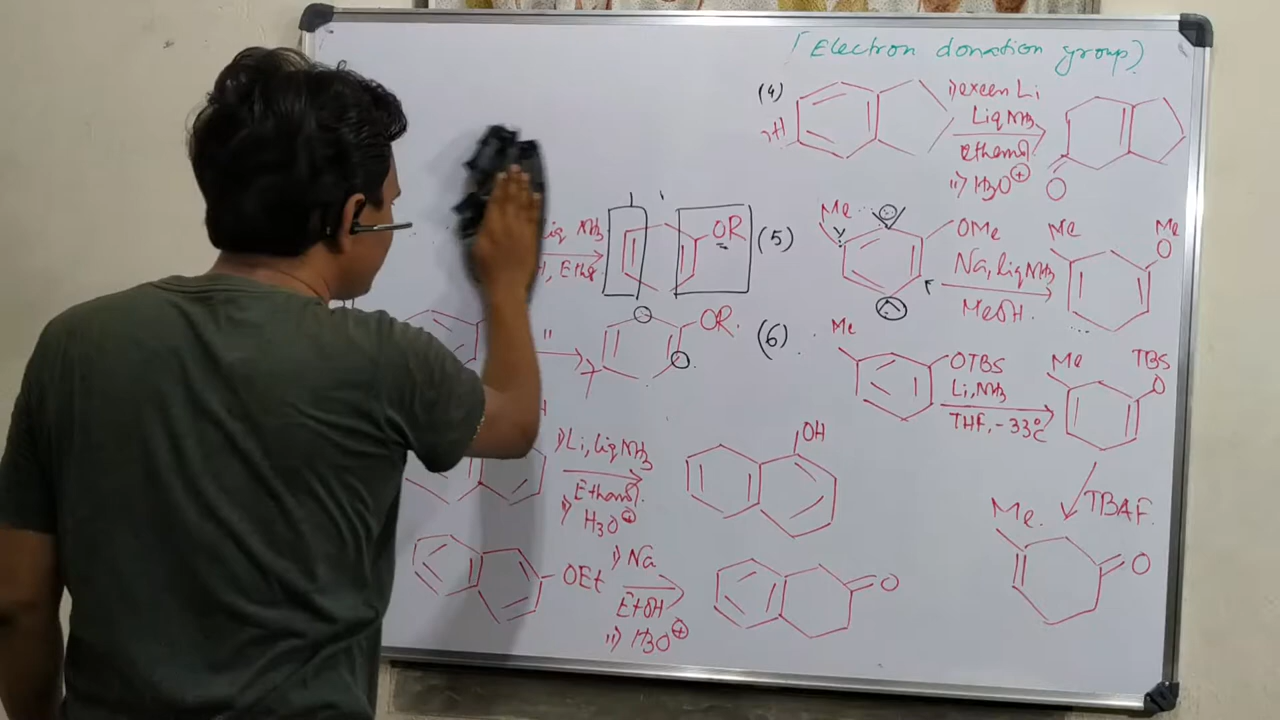 (Electron donation group)
(4)
i) exeen Li
Liq NH3
Ethanol.
ii) H3O⊕
O
OR
(5)
Me
OMe
Na, liq NH3
MeOH.
Me
Me
O
H, Etho.
"
OR.
(6)
Me
OTBS
Li, NH3
THF, -33°C
Me
TBS
O
i) Li, liq NH3
Ethanol.
ii) H3O⊕
OH
TBAF.
Me.
O
OEt
i) Na
EtOH
ii) H3O⊕
O